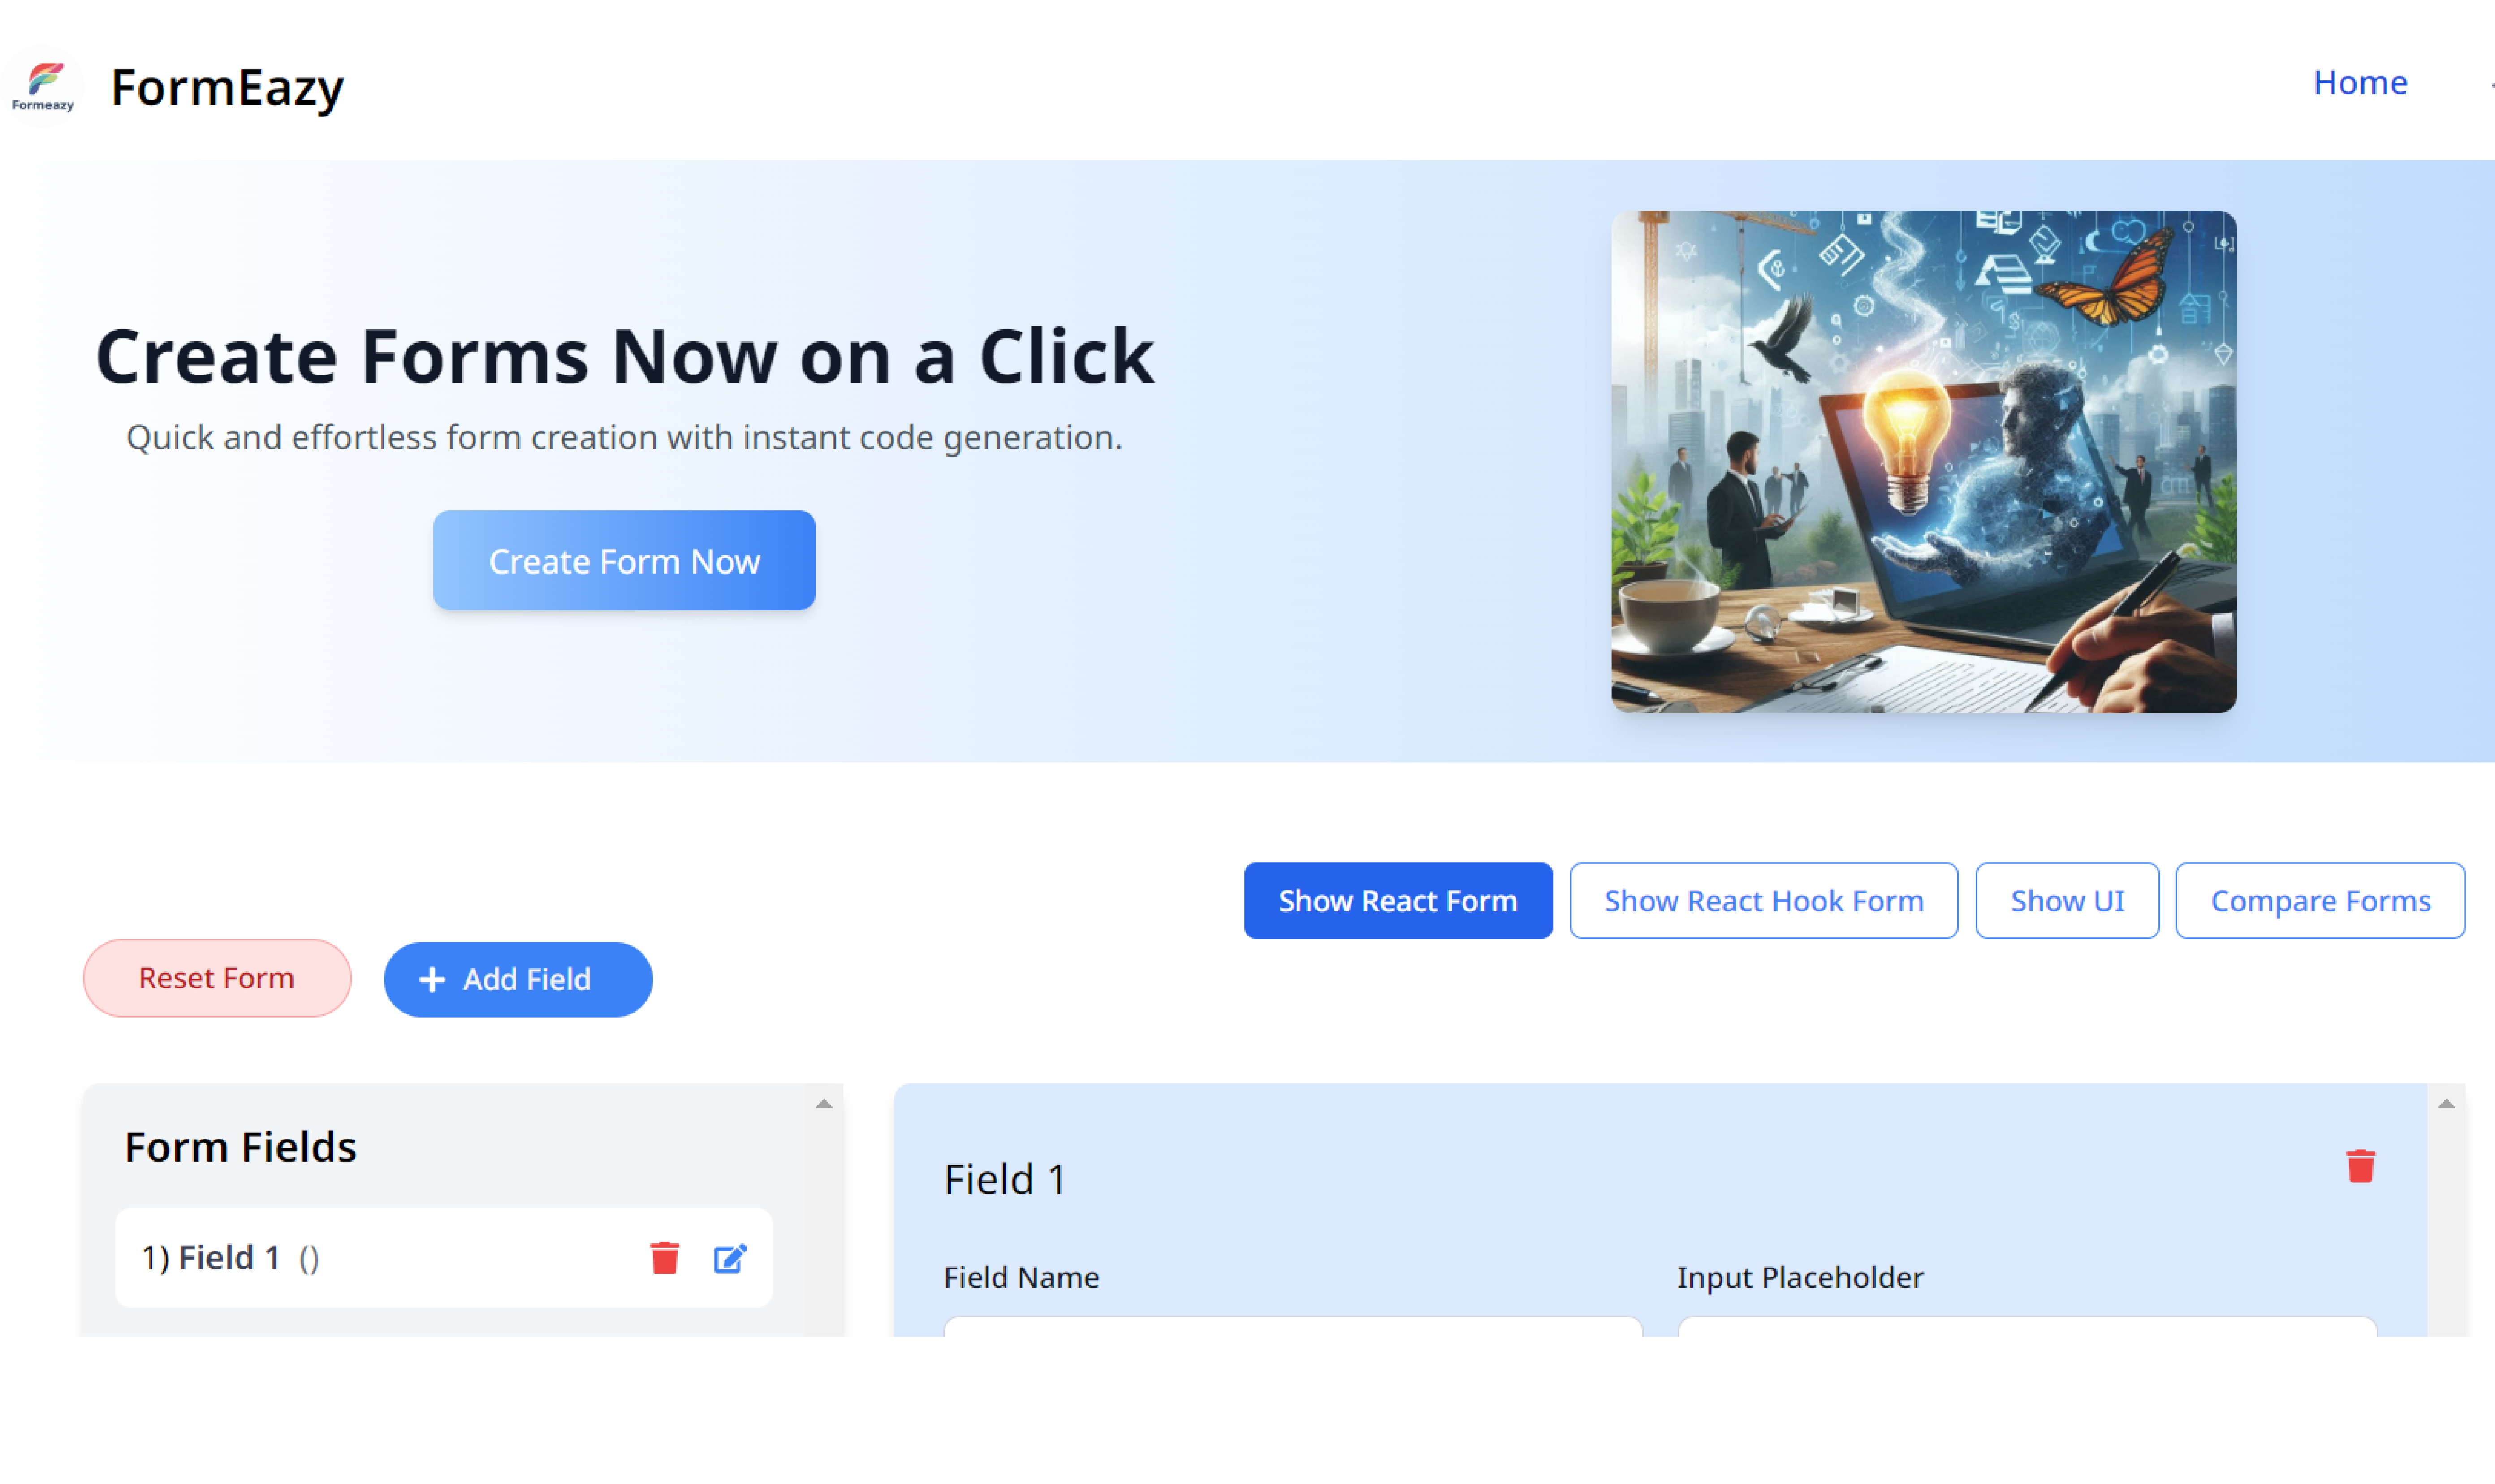 Formeazy
FormEazy
Home
Create Forms Now on a Click
Quick and effortless form creation with instant code generation.
Create Form Now
Show React Form
Show React Hook Form
Show UI
Compare Forms
Reset Form
+ Add Field
Form Fields
1) Field 1 ()
Field 1
Field Name
Input Placeholder